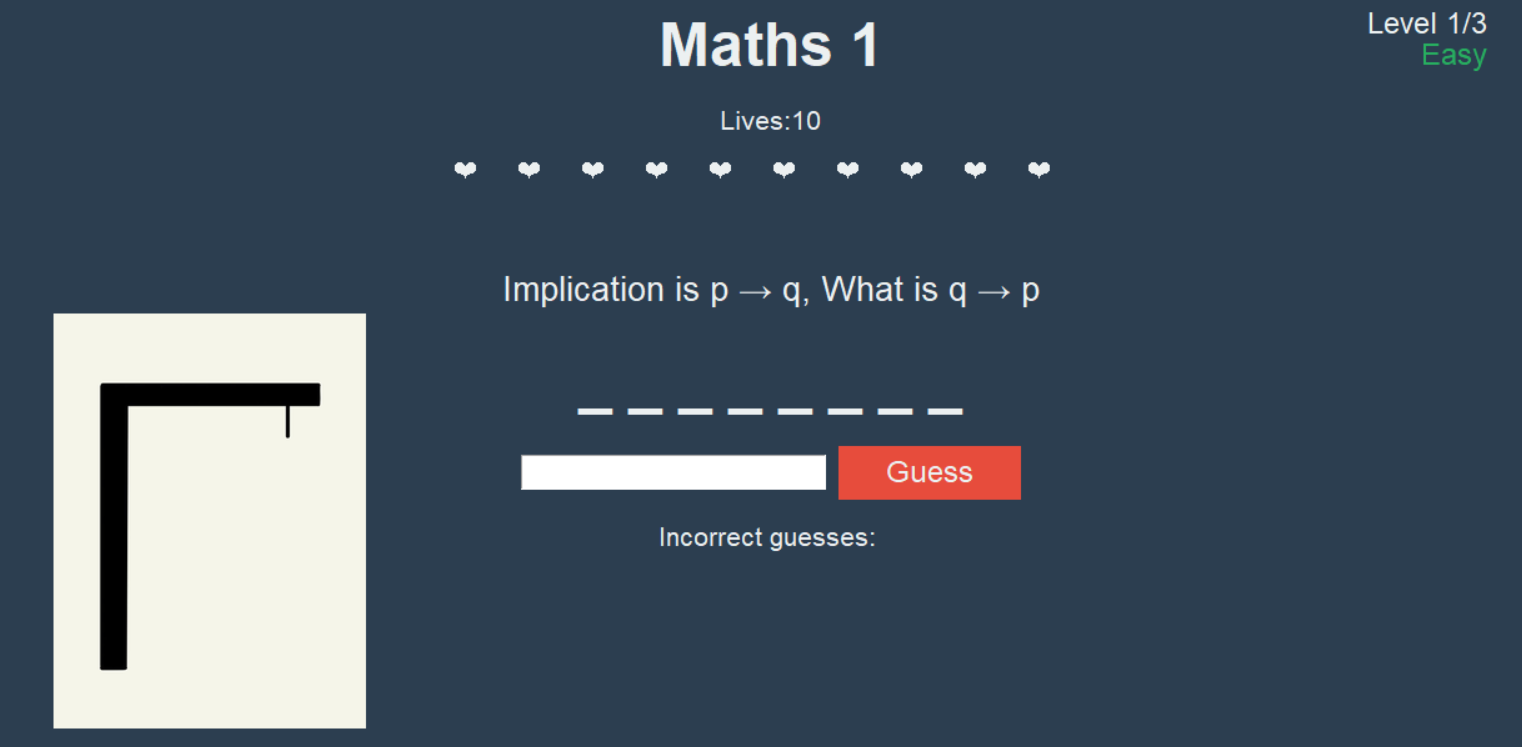 Maths 1
Level 1/3
Easy
Lives:10
Implication is p → q, What is q → p
_ _ _ _ _ _ _ _
Guess
Incorrect guesses: